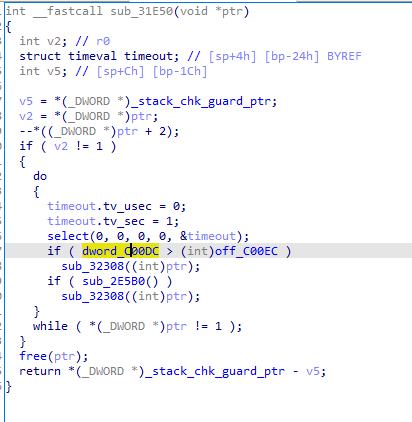 int __fastcall sub_31E50(void *ptr)
{
int v2; // r0
struct timeval timeout; // [sp+4h] [bp-24h] BYREF
int v5; // [sp+Ch] [bp-1Ch]
v5 = *(_DWORD *)_stack_chk_guard_ptr;
v2 = *(_DWORD *)ptr;
--*((_DWORD *)ptr + 2);
if ( v2 != 1 )
{
do
{
timeout.tv_usec = 0;
timeout.tv_sec = 1;
select(0, 0, 0, 0, &timeout);
if ( dword_C00DC > (int)off_C00EC )
sub_32308((int)ptr);
if ( sub_2E5B0() )
sub_32308((int)ptr);
}
while ( *(_DWORD *)ptr != 1 );
}
free(ptr);
return *(_DWORD *)_stack_chk_guard_ptr - v5;
}